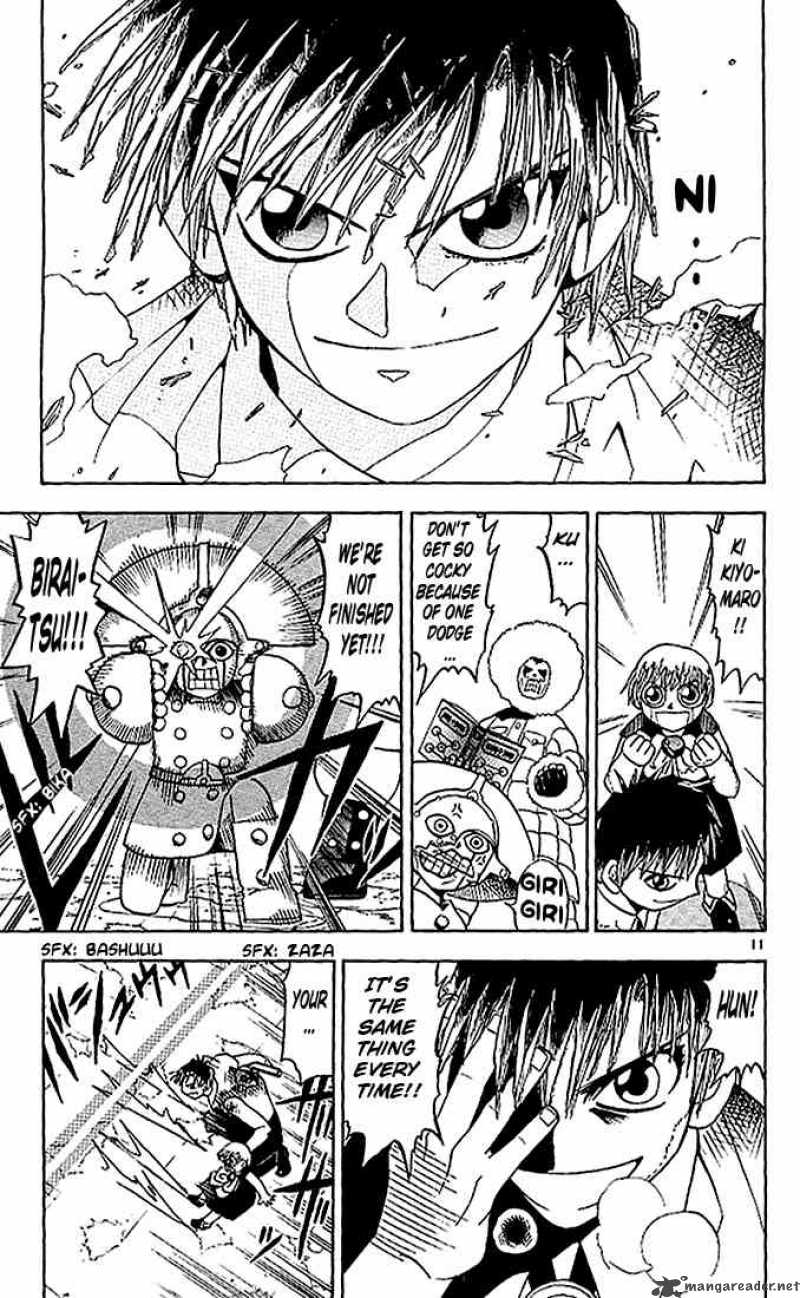 NI
...
KI
KIYO-
MARO
!!
KU
...
DON'T
GET SO
COCKY
BECAUSE
OF ONE
DODGE
...
GIRI
GIRI
WE'RE
NOT
FINISHED
YET!!!
BIRAI-
TSU!!!
SFX: BIKA
11
HUN!
IT'S
THE
SAME
THING
EVERY
TIME!!
SFX: BASHUUU
SFX: ZAZA
YOUR
...
mangareader.net